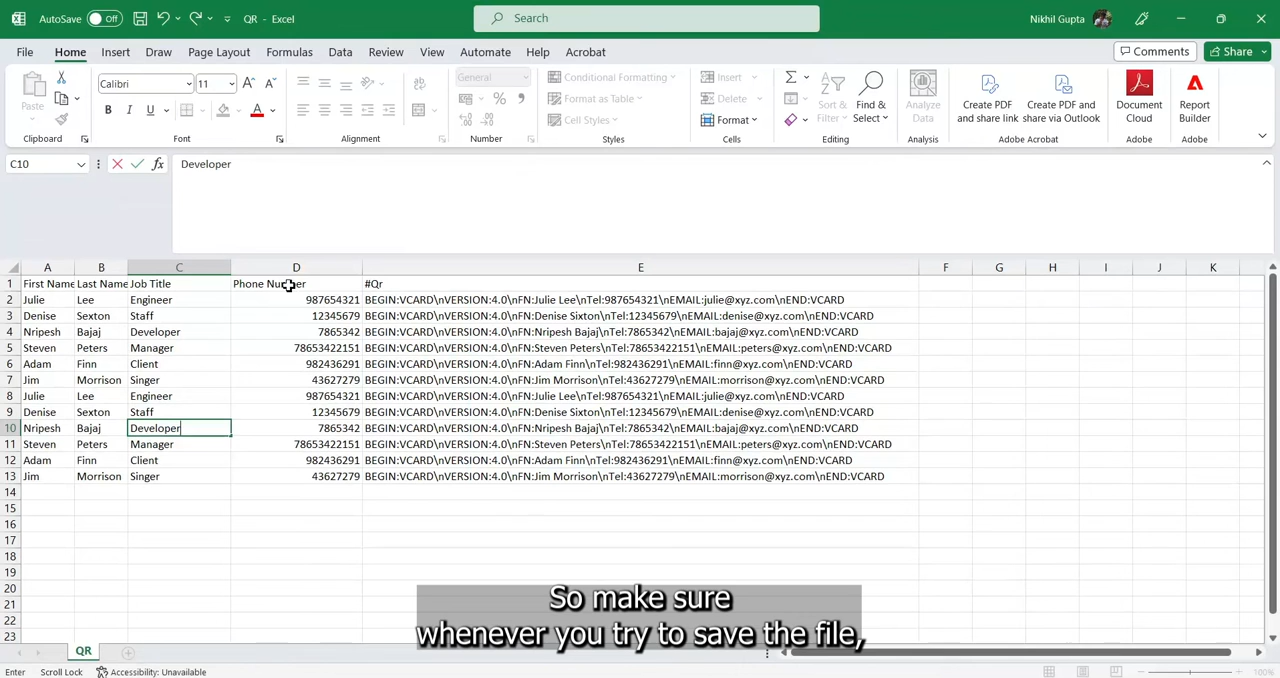 AutoSave Off QR - Excel Search Nikhil Gupta
File Home Insert Draw Page Layout Formulas Data Review View Automate Help Acrobat Comments Share
Paste Calibri 11 General Conditional Formatting Insert Sort & Find & Analyze Create PDF Create PDF and Document Report
B I U A % Format as Table Delete Filter Select Data and share link share via Outlook Cloud Builder
Cell Styles Format
Clipboard Font Alignment Number Styles Cells Editing Analysis Adobe Acrobat Adobe Adobe
C10 fx Developer
A B C D E F G H I J K
1 First Name Last Name Job Title Phone Number #Qr
2 Julie Lee Engineer 987654321 BEGIN:VCARD\nVERSION:4.0\nFN:Julie Lee\nTel:987654321\nEMAIL:julie@xyz.com\nEND:VCARD
3 Denise Sexton Staff 12345679 BEGIN:VCARD\nVERSION:4.0\nFN:Denise Sixton\nTel:12345679\nEMAIL:denise@xyz.com\nEND:VCARD
4 Nripesh Bajaj Developer 7865342 BEGIN:VCARD\nVERSION:4.0\nFN:Nripesh Bajaj\nTel:7865342\nEMAIL:bajaj@xyz.com\nEND:VCARD
5 Steven Peters Manager 78653422151 BEGIN:VCARD\nVERSION:4.0\nFN:Steven Peters\nTel:78653422151\nEMAIL:peters@xyz.com\nEND:VCARD
6 Adam Finn Client 982436291 BEGIN:VCARD\nVERSION:4.0\nFN:Adam Finn\nTel:982436291\nEMAIL:finn@xyz.com\nEND:VCARD
7 Jim Morrison Singer 43627279 BEGIN:VCARD\nVERSION:4.0\nFN:Jim Morrison\nTel:43627279\nEMAIL:morrison@xyz.com\nEND:VCARD
8 Julie Lee Engineer 987654321 BEGIN:VCARD\nVERSION:4.0\nFN:Julie Lee\nTel:987654321\nEMAIL:julie@xyz.com\nEND:VCARD
9 Denise Sexton Staff 12345679 BEGIN:VCARD\nVERSION:4.0\nFN:Denise Sixton\nTel:12345679\nEMAIL:denise@xyz.com\nEND:VCARD
10 Nripesh Bajaj Developer 7865342 BEGIN:VCARD\nVERSION:4.0\nFN:Nripesh Bajaj\nTel:7865342\nEMAIL:bajaj@xyz.com\nEND:VCARD
11 Steven Peters Manager 78653422151 BEGIN:VCARD\nVERSION:4.0\nFN:Steven Peters\nTel:78653422151\nEMAIL:peters@xyz.com\nEND:VCARD
12 Adam Finn Client 982436291 BEGIN:VCARD\nVERSION:4.0\nFN:Adam Finn\nTel:982436291\nEMAIL:finn@xyz.com\nEND:VCARD
13 Jim Morrison Singer 43627279 BEGIN:VCARD\nVERSION:4.0\nFN:Jim Morrison\nTel:43627279\nEMAIL:morrison@xyz.com\nEND:VCARD
14
15
16
17
18
19
20
21
22
23
So make sure
whenever you try to save the file,
QR
Enter Scroll Lock Accessibility: Unavailable 100%